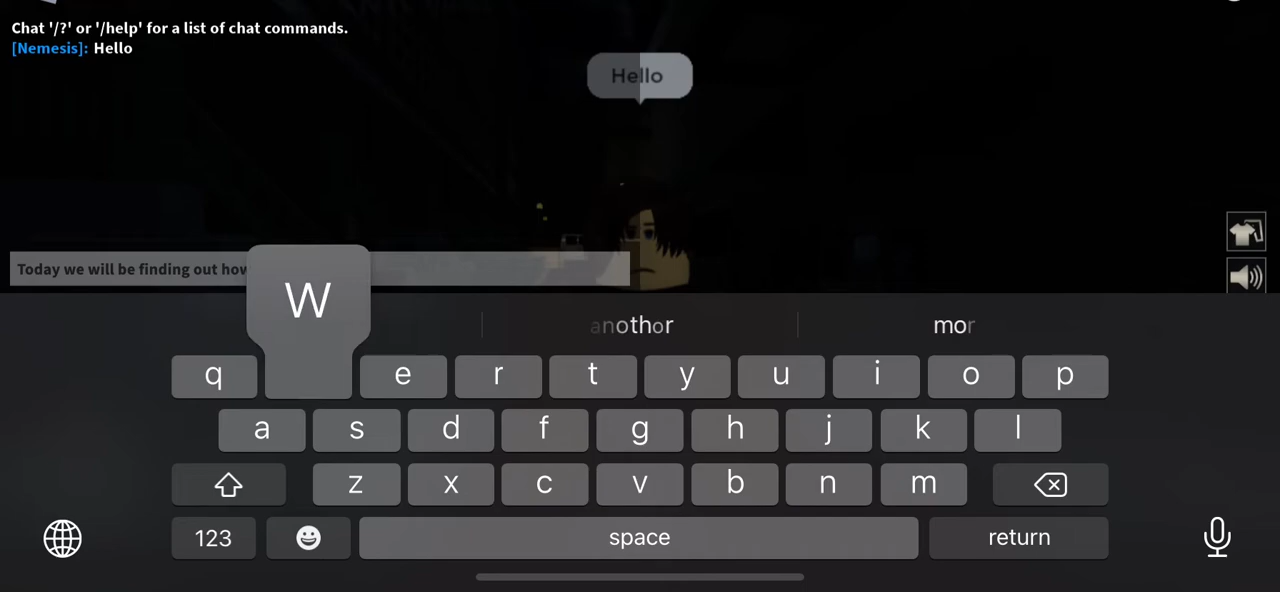 Chat '/?' or '/help' for a list of chat commands.
[Nemesis]: Hello
Hello
Today we will be finding out how
W
anothor
mor
q e r t y u i o p
a s d f g h j k l
z x c v b n m
123 space return